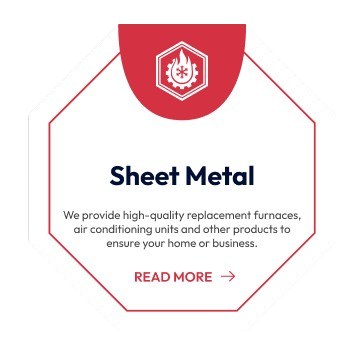 Sheet Metal
We provide high-quality replacement furnaces,
air conditioning units and other products to
ensure your home or business.
READ MORE →